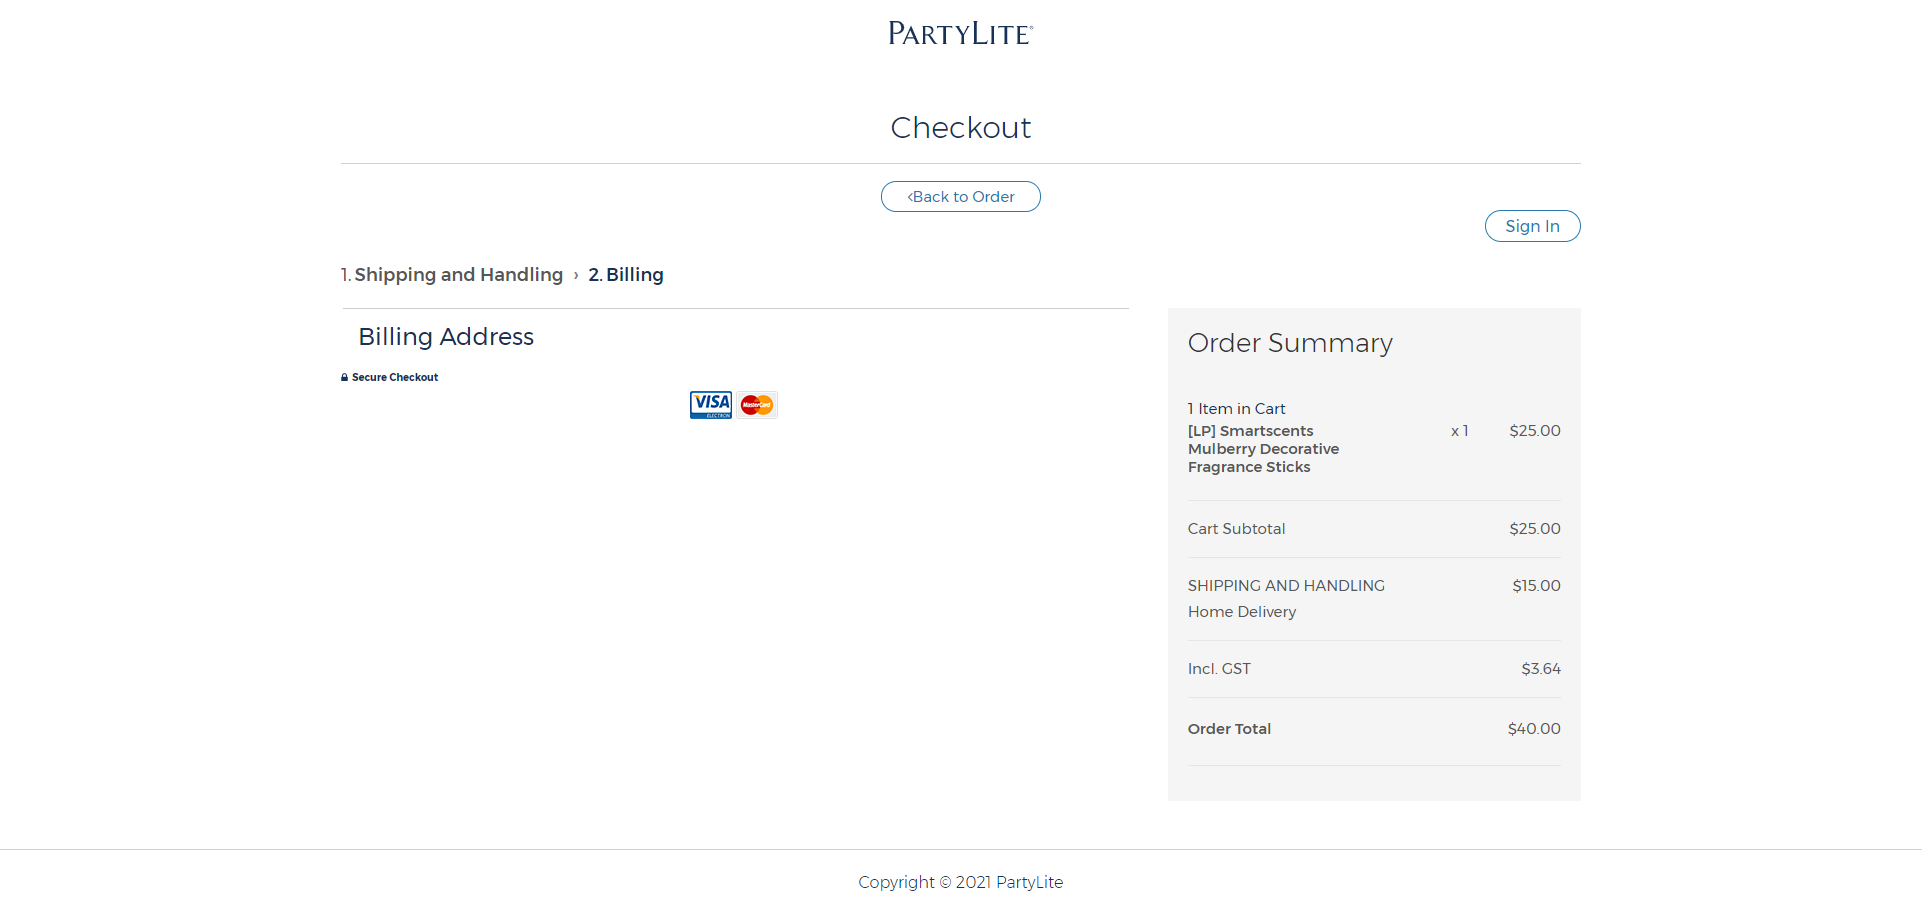 PARTYLITE®
Checkout
‹Back to Order
Sign In
1. Shipping and Handling › 2. Billing
Billing Address
Secure Checkout
VISA
ELECTRON
MasterCard
Order Summary
1 Item in Cart
[LP] Smartscents x 1 $25.00
Mulberry Decorative
Fragrance Sticks
Cart Subtotal $25.00
SHIPPING AND HANDLING $15.00
Home Delivery
Incl. GST $3.64
Order Total $40.00
Copyright © 2021 PartyLite